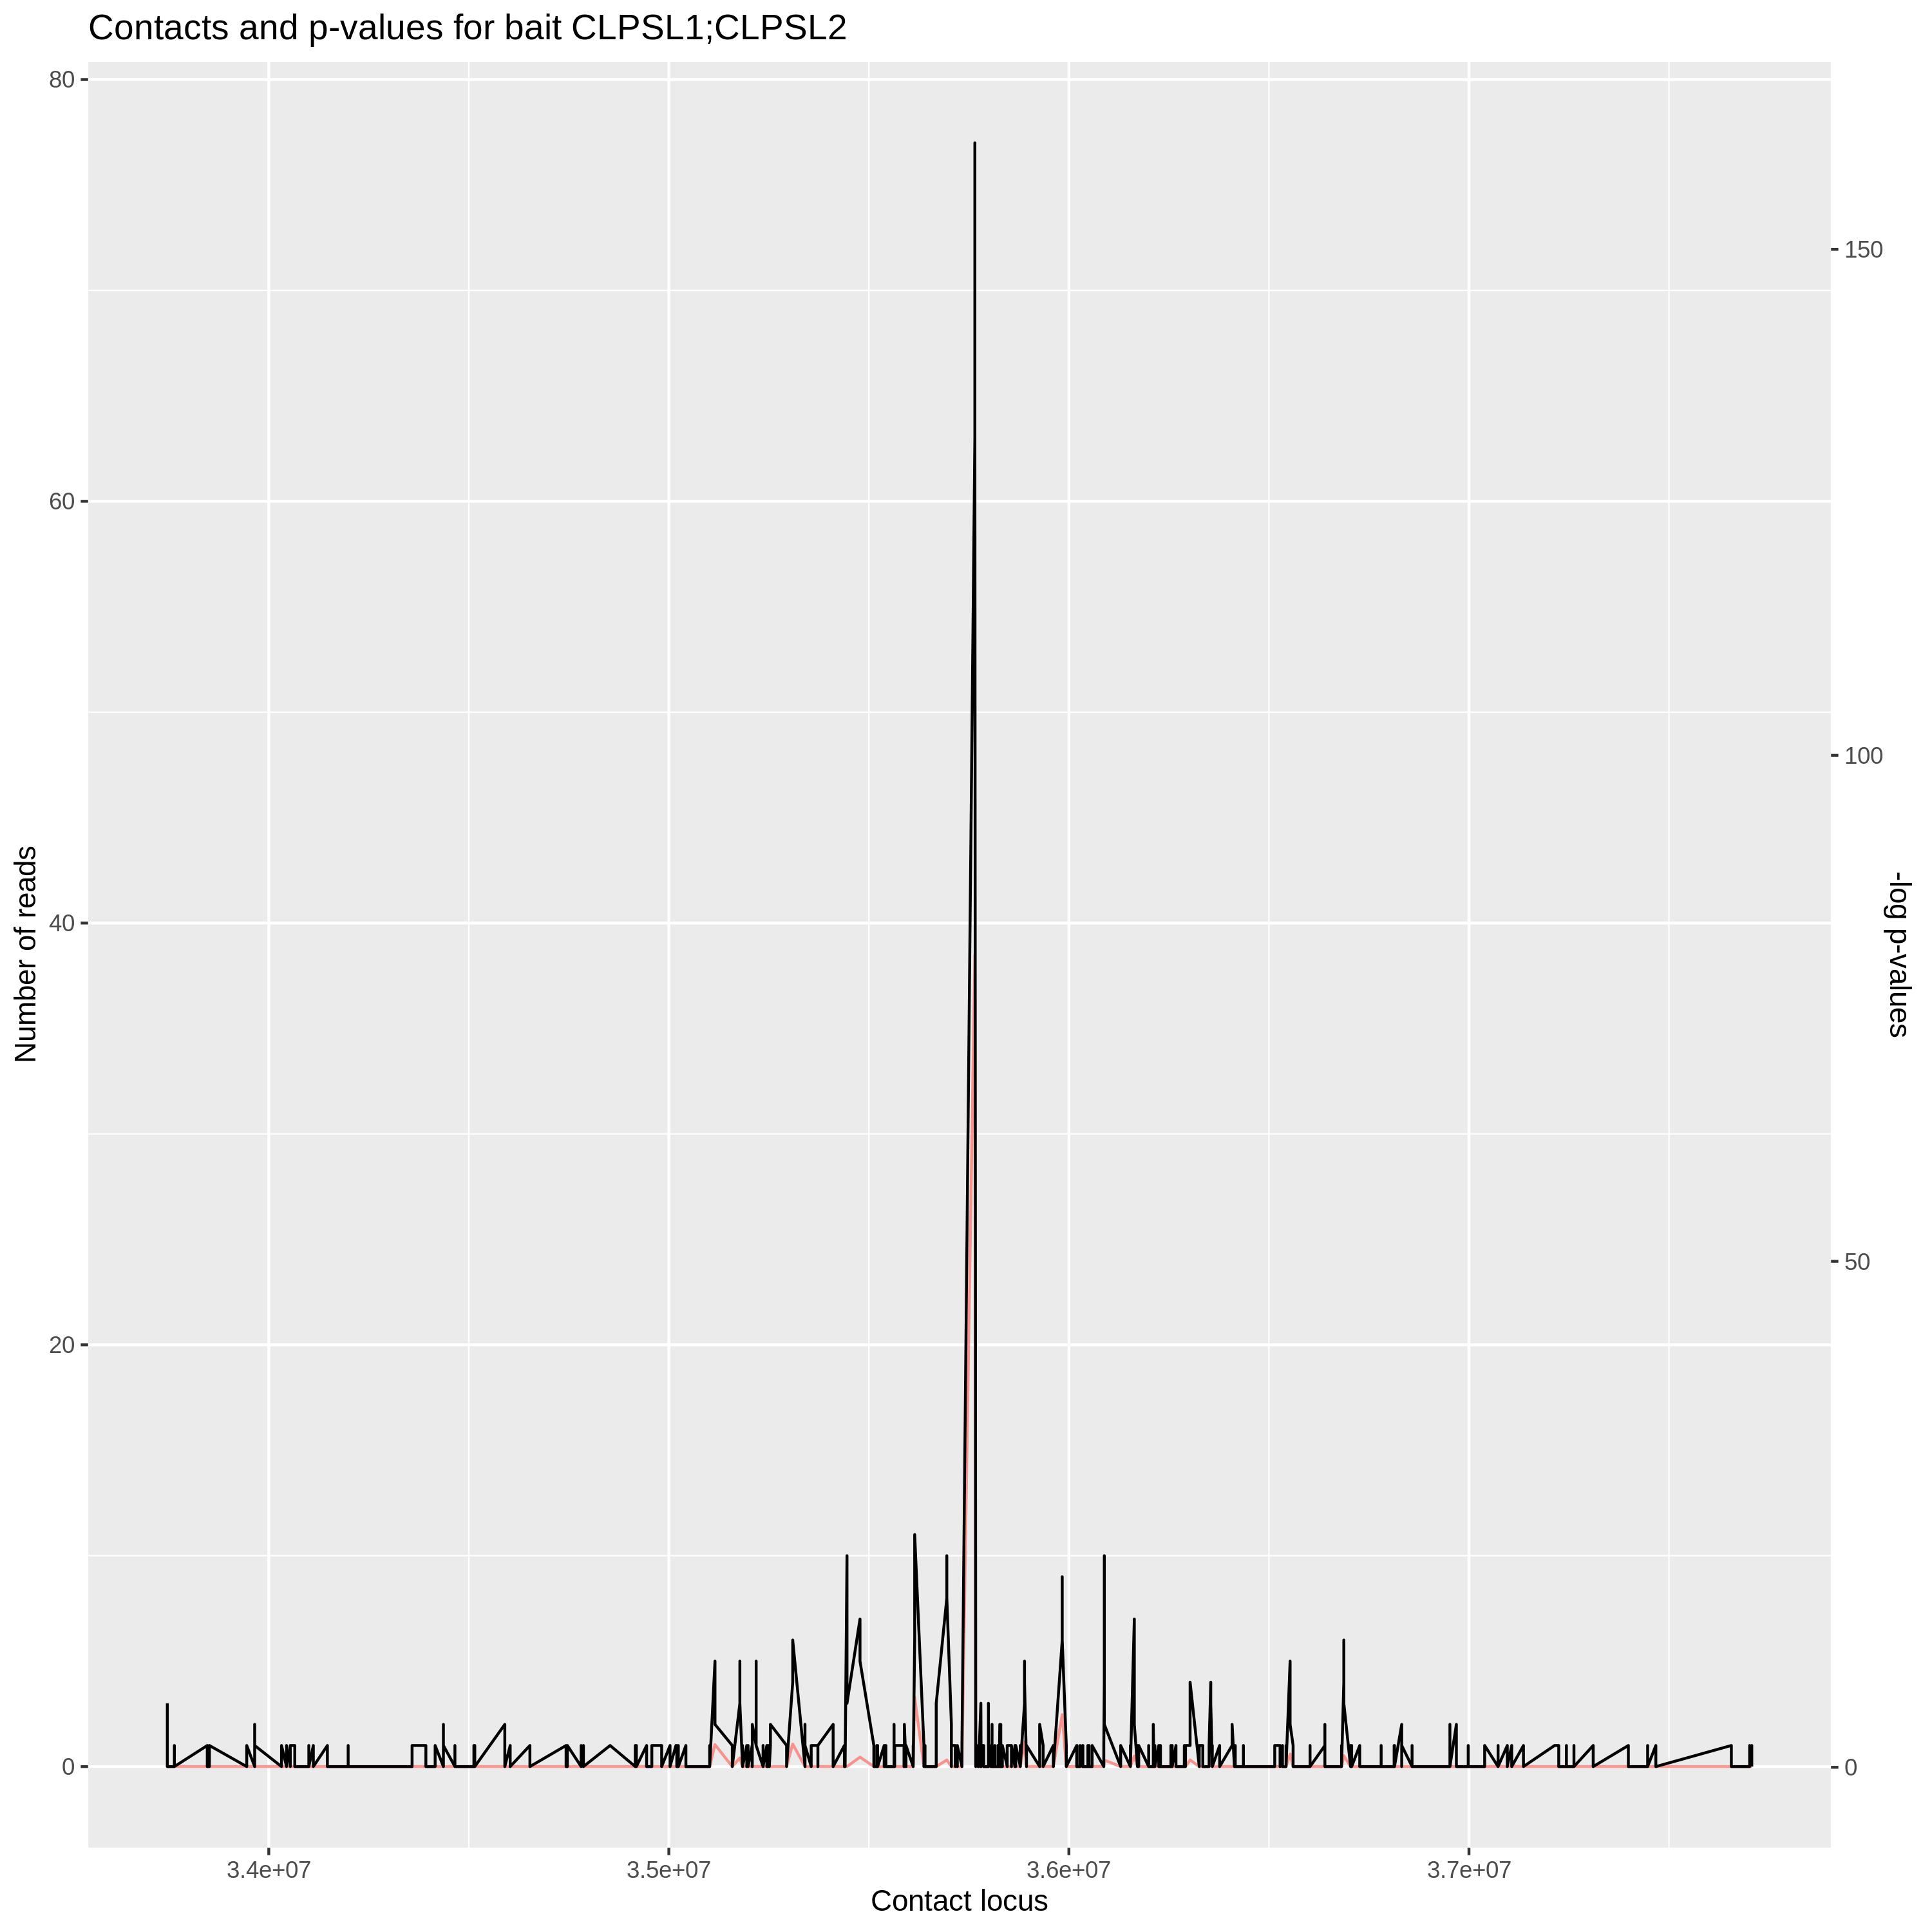 Contacts and p-values for bait CLPSL1;CLPSL2
80
60
40
20
0
Number of reads
150
100
50
0
-log p-values
3.4e+07
3.5e+07
3.6e+07
3.7e+07
Contact locus